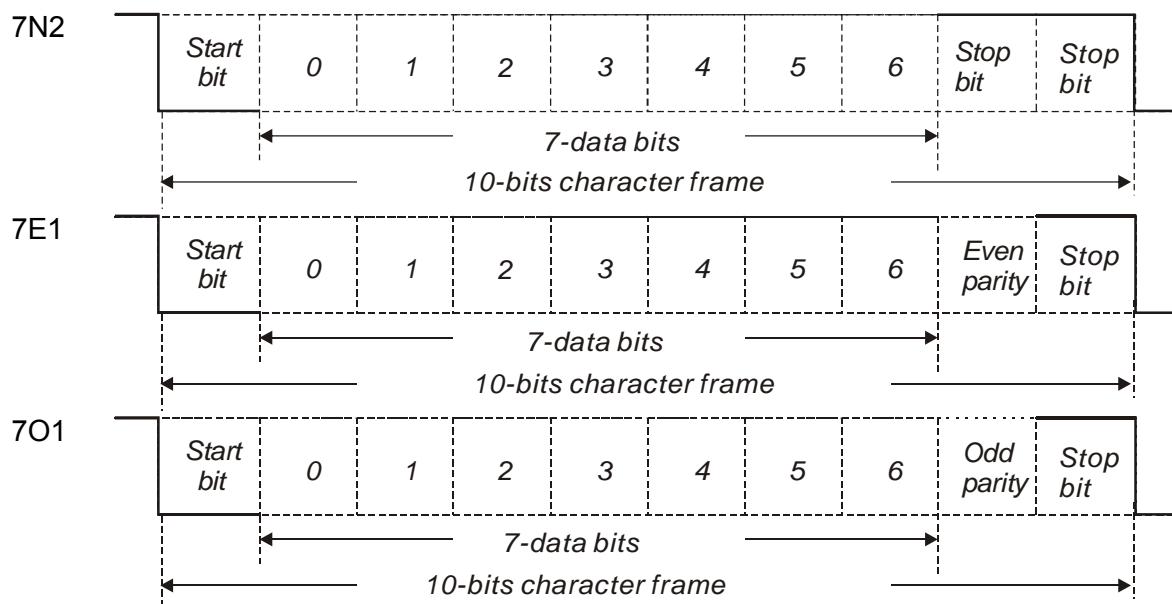 7N2
Start bit 0 1 2 3 4 5 6 Stop bit Stop bit
7-data bits
10-bits character frame
7E1
Start bit 0 1 2 3 4 5 6 Even parity Stop bit
7-data bits
10-bits character frame
7O1
Start bit 0 1 2 3 4 5 6 Odd parity Stop bit
7-data bits
10-bits character frame